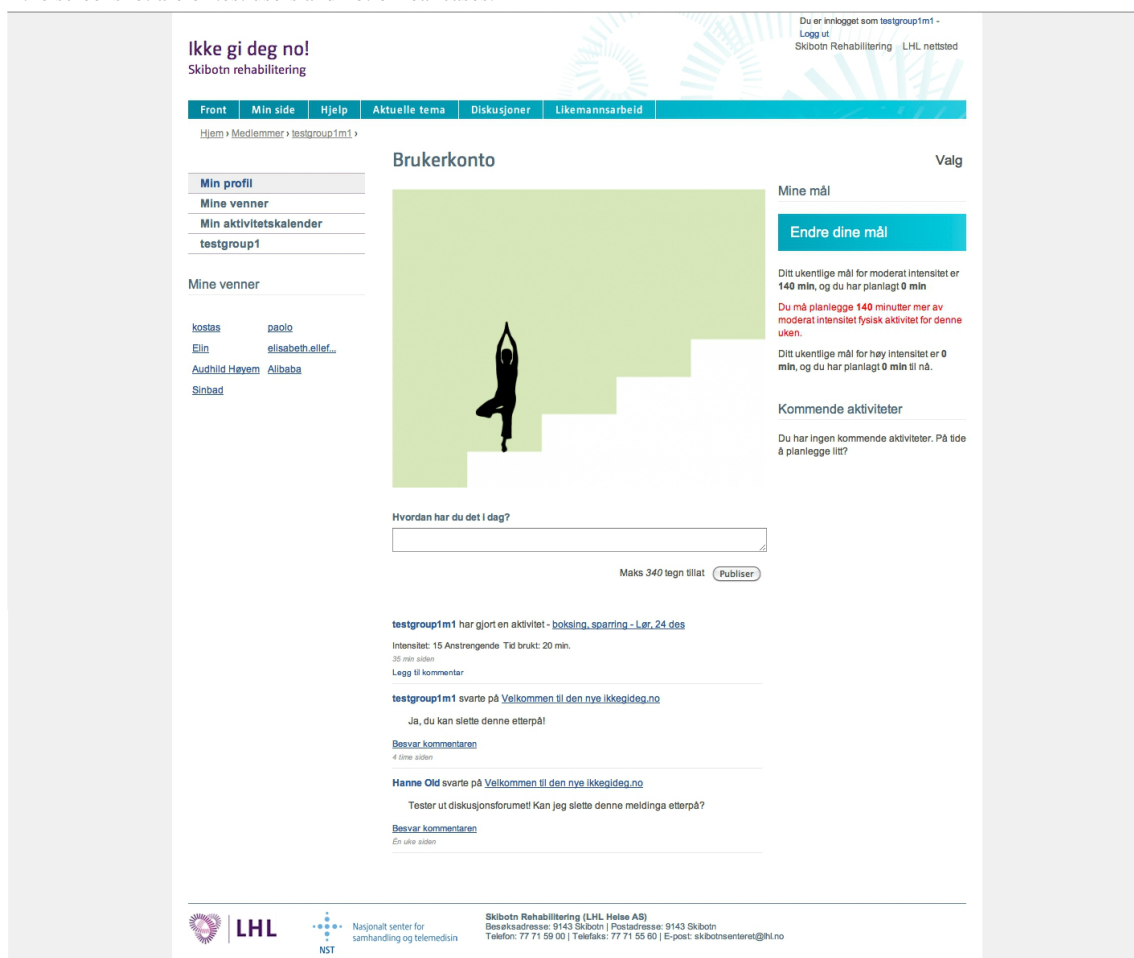 Du er innlogget som testgroup1m1 -
Logg ut
Skibotn Rehabilitering LHL nettsted
Ikke gi deg no!
Skibotn rehabilitering
Front Min side Hjelp Aktuelle tema Diskusjoner Likemannsarbeid
Hjem › Medlemmer › testgroup1m1 ›
Min profil
Mine venner
Min aktivitetskalender
testgroup1
Mine venner
kostas paolo
Elin elisabeth.ellef...
Audhild Høyem Alibaba
Sinbad
Brukerkonto
Hvordan har du det i dag?
Maks 340 tegn tillat Publiser
testgroup1m1 har gjort en aktivitet - boksing, sparring - Lør, 24 des
Intensitet: 15 Anstrengende Tid brukt: 20 min.
35 min siden
Legg til kommentar
testgroup1m1 svarte på Velkommen til den nye ikkegideg.no
Ja, du kan slette denne etterpå!
Besvar kommentaren
4 time siden
Hanne Old svarte på Velkommen til den nye ikkegideg.no
Tester ut diskusjonsforumet! Kan jeg slette denne meldinga etterpå?
Besvar kommentaren
Én uke siden
Valg
Mine mål
Endre dine mål
Ditt ukentlige mål for moderat intensitet er
140 min, og du har planlagt 0 min
Du må planlegge 140 minutter mer av
moderat intensitet fysisk aktivitet for denne
uken.
Ditt ukentlige mål for høy intensitet er 0
min, og du har planlagt 0 min til nå.
Kommende aktiviteter
Du har ingen kommende aktiviteter. På tide
å planlegge litt?
LHL
NST
Nasjonalt senter for
samhandling og telemedisin
Skibotn Rehabilitering (LHL Helse AS)
Besøksadresse: 9143 Skibotn | Postadresse: 9143 Skibotn
Telefon: 77 71 59 00 | Telefaks: 77 71 55 60 | E-post: skibotnsenteret@lhl.no